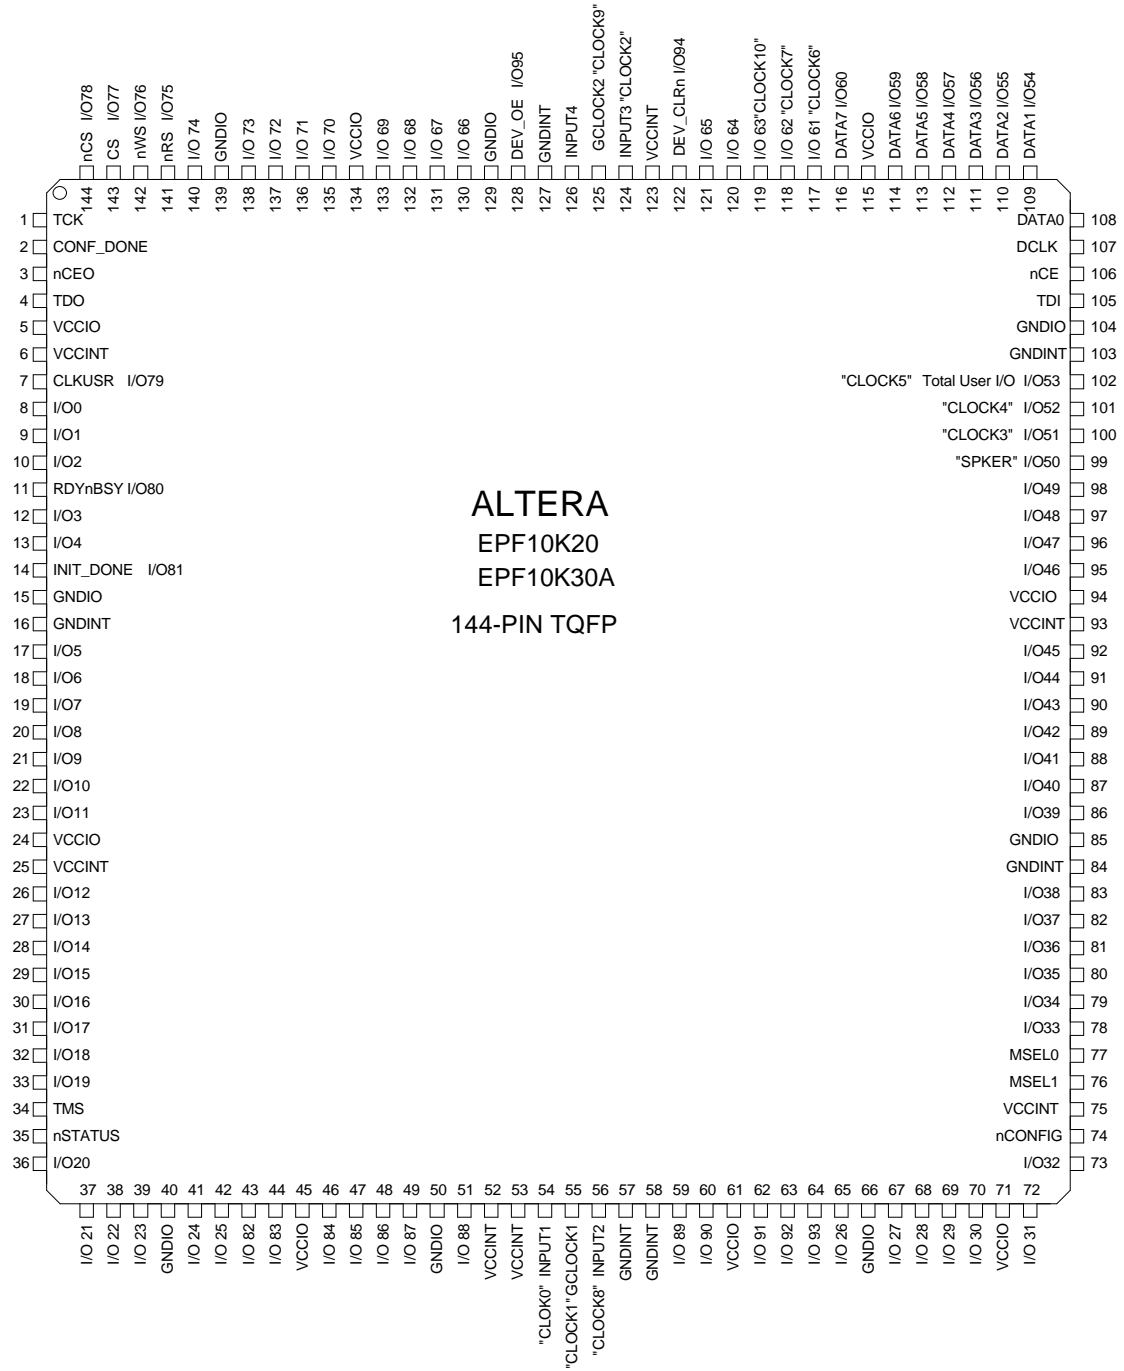 nCS I/O78
CS I/O77
nWS I/O76
nRS I/O75
I/O 74
GNDIO
I/O 73
I/O 72
I/O 71
I/O 70
VCCIO
I/O 69
I/O 68
I/O 67
I/O 66
GNDIO
DEV_OE I/O95
GNDINT
INPUT4
GCLOCK2 "CLOCK9"
INPUT3 "CLOCK2"
VCCINT
DEV_CLRn I/O94
I/O 65
I/O 64
I/O 63"CLOCK10"
I/O 62 "CLOCK7"
I/O 61 "CLOCK6"
DATA7 I/O60
VCCIO
DATA6 I/O59
DATA5 I/O58
DATA4 I/O57
DATA3 I/O56
DATA2 I/O55
DATA1 I/O54
144
143
142
141
140
139
138
137
136
135
134
133
132
131
130
129
128
127
126
125
124
123
122
121
120
119
118
117
116
115
114
113
112
111
110
109
1 TCK
2 CONF_DONE
3 nCEO
4 TDO
5 VCCIO
6 VCCINT
7 CLKUSR I/O79
8 I/O0
9 I/O1
10 I/O2
11 RDYnBSY I/O80
12 I/O3
13 I/O4
14 INIT_DONE I/O81
15 GNDIO
16 GNDINT
17 I/O5
18 I/O6
19 I/O7
20 I/O8
21 I/O9
22 I/O10
23 I/O11
24 VCCIO
25 VCCINT
26 I/O12
27 I/O13
28 I/O14
29 I/O15
30 I/O16
31 I/O17
32 I/O18
33 I/O19
34 TMS
35 nSTATUS
36 I/O20
ALTERA
EPF10K20
EPF10K30A
144-PIN TQFP
DATA0 108
DCLK 107
nCE 106
TDI 105
GNDIO 104
GNDINT 103
"CLOCK5" Total User I/O I/O53 102
"CLOCK4" I/O52 101
"CLOCK3" I/O51 100
"SPKER" I/O50 99
I/O49 98
I/O48 97
I/O47 96
I/O46 95
VCCIO 94
VCCINT 93
I/O45 92
I/O44 91
I/O43 90
I/O42 89
I/O41 88
I/O40 87
I/O39 86
GNDIO 85
GNDINT 84
I/O38 83
I/O37 82
I/O36 81
I/O35 80
I/O34 79
I/O33 78
MSEL0 77
MSEL1 76
VCCINT 75
nCONFIG 74
I/O32 73
37 38 39 40 41 42 43 44 45 46 47 48 49 50 51 52 53 54 55 56 57 58 59 60 61 62 63 64 65 66 67 68 69 70 71 72
I/O 21
I/O 22
I/O 23
GNDIO
I/O 24
I/O 25
I/O 82
I/O 83
VCCIO
I/O 84
I/O 85
I/O 86
I/O 87
GNDIO
I/O 88
VCCINT
VCCINT
"CLOK0" INPUT1
"CLOCK1" GCLOCK1
"CLOCK8" INPUT2
GNDINT
GNDINT
I/O 89
I/O 90
VCCIO
I/O 91
I/O 92
I/O 93
I/O 26
GNDIO
I/O 27
I/O 28
I/O 29
I/O 30
VCCIO
I/O 31